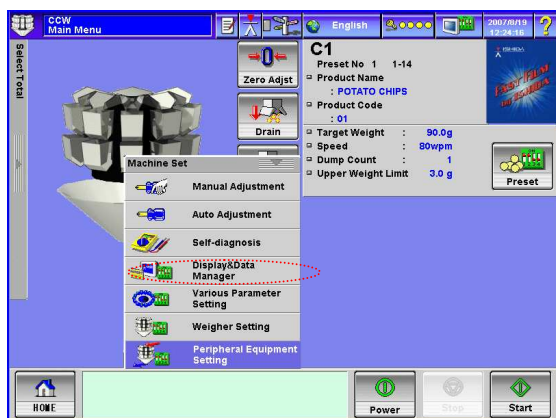 CCW
Main Menu
English
2007/8/19
12:24:16
?
Select Total
Zero Adjst
Drain
C1
Preset No 1 1-14
Product Name
: POTATO CHIPS
Product Code
: 01
Target Weight : 90.0g
Speed : 80wpm
Dump Count : 1
Upper Weight Limit 3.0 g
Preset
Machine Set
Manual Adjustment
Auto Adjustment
Self-diagnosis
Display&Data
Manager
Various Parameter
Setting
Weigher Setting
Peripheral Equipment
Setting
HOME
Power
Stop
Start